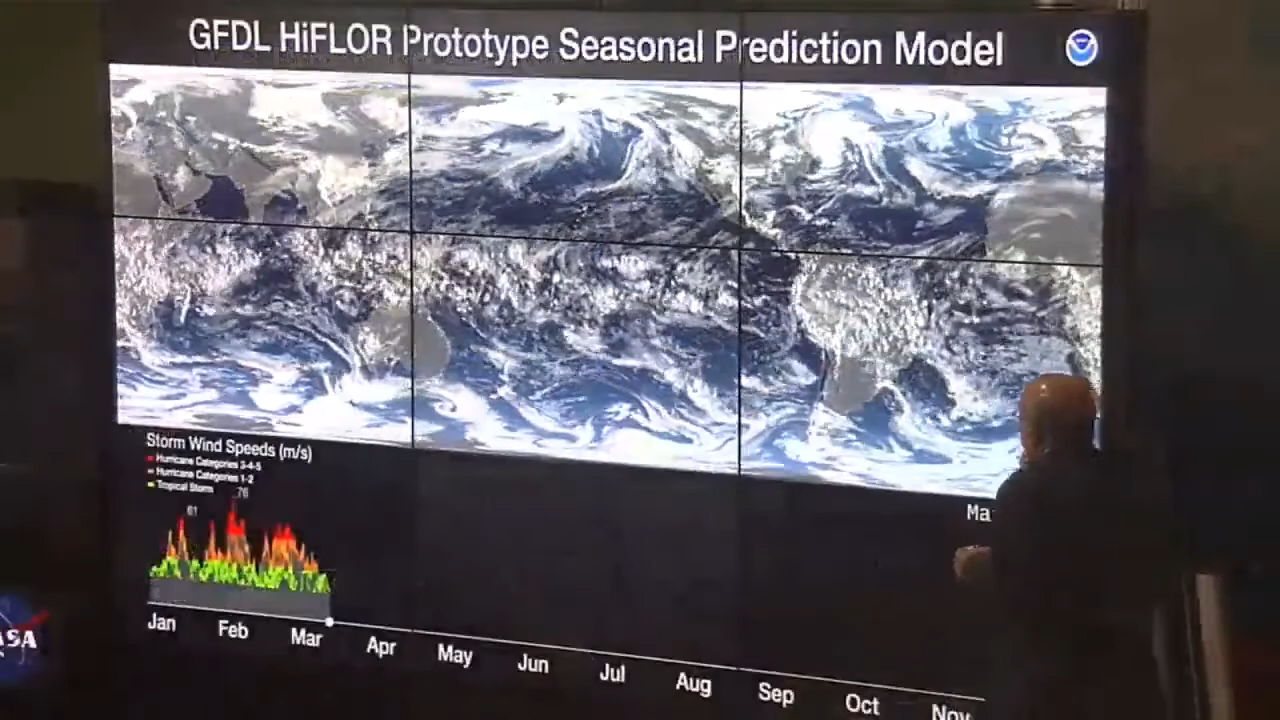 GFDL HiFLOR Prototype Seasonal Prediction Model
Storm Wind Speeds (m/s)
Hurricane Categories 3-4-5
Hurricane Categories 1-2
Tropical Storm
76
61
Ma
Jan Feb Mar Apr May Jun Jul Aug Sep Oct Nov
ASA